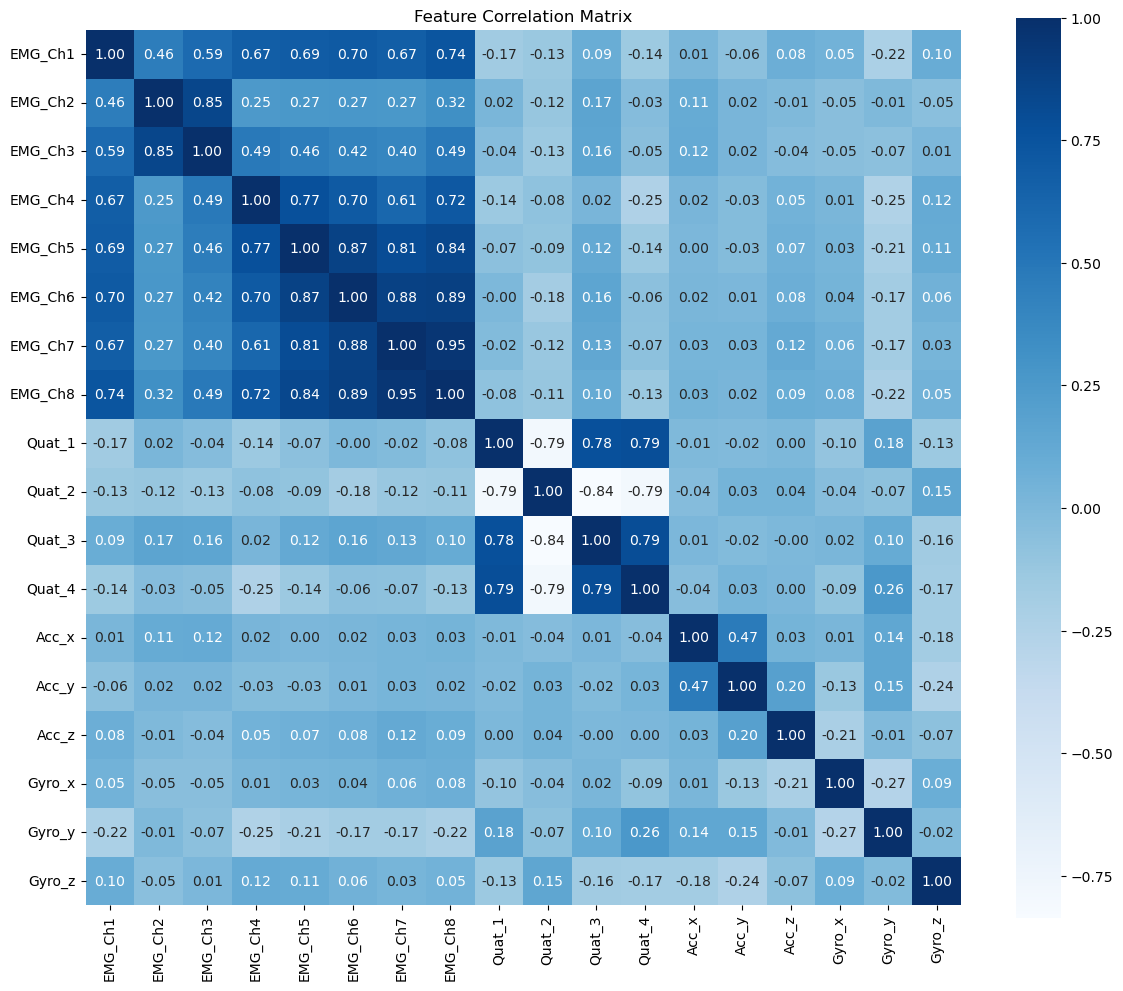 Feature Correlation Matrix
EMG_Ch1 1.00 0.46 0.59 0.67 0.69 0.70 0.67 0.74 -0.17 -0.13 0.09 -0.14 0.01 -0.06 0.08 0.05 -0.22 0.10
EMG_Ch2 0.46 1.00 0.85 0.25 0.27 0.27 0.27 0.32 0.02 -0.12 0.17 -0.03 0.11 0.02 -0.01 -0.05 -0.01 -0.05
EMG_Ch3 0.59 0.85 1.00 0.49 0.46 0.42 0.40 0.49 -0.04 -0.13 0.16 -0.05 0.12 0.02 -0.04 -0.05 -0.07 0.01
EMG_Ch4 0.67 0.25 0.49 1.00 0.77 0.70 0.61 0.72 -0.14 -0.08 0.02 -0.25 0.02 -0.03 0.05 0.01 -0.25 0.12
EMG_Ch5 0.69 0.27 0.46 0.77 1.00 0.87 0.81 0.84 -0.07 -0.09 0.12 -0.14 0.00 -0.03 0.07 0.03 -0.21 0.11
EMG_Ch6 0.70 0.27 0.42 0.70 0.87 1.00 0.88 0.89 -0.00 -0.18 0.16 -0.06 0.02 0.01 0.08 0.04 -0.17 0.06
EMG_Ch7 0.67 0.27 0.40 0.61 0.81 0.88 1.00 0.95 -0.02 -0.12 0.13 -0.07 0.03 0.03 0.12 0.06 -0.17 0.03
EMG_Ch8 0.74 0.32 0.49 0.72 0.84 0.89 0.95 1.00 -0.08 -0.11 0.10 -0.13 0.03 0.02 0.09 0.08 -0.22 0.05
Quat_1 -0.17 0.02 -0.04 -0.14 -0.07 -0.00 -0.02 -0.08 1.00 -0.79 0.78 0.79 -0.01 -0.02 0.00 -0.10 0.18 -0.13
Quat_2 -0.13 -0.12 -0.13 -0.08 -0.09 -0.18 -0.12 -0.11 -0.79 1.00 -0.84 -0.79 -0.04 0.03 0.04 -0.04 -0.07 0.15
Quat_3 0.09 0.17 0.16 0.02 0.12 0.16 0.13 0.10 0.78 -0.84 1.00 0.79 0.01 -0.02 -0.00 0.02 0.10 -0.16
Quat_4 -0.14 -0.03 -0.05 -0.25 -0.14 -0.06 -0.07 -0.13 0.79 -0.79 0.79 1.00 -0.04 0.03 0.00 -0.09 0.26 -0.17
Acc_x 0.01 0.11 0.12 0.02 0.00 0.02 0.03 0.03 -0.01 -0.04 0.01 -0.04 1.00 0.47 0.03 0.01 0.14 -0.18
Acc_y -0.06 0.02 0.02 -0.03 -0.03 0.01 0.03 0.02 -0.02 0.03 -0.02 0.03 0.47 1.00 0.20 -0.13 0.15 -0.24
Acc_z 0.08 -0.01 -0.04 0.05 0.07 0.08 0.12 0.09 0.00 0.04 -0.00 0.00 0.03 0.20 1.00 -0.21 -0.01 -0.07
Gyro_x 0.05 -0.05 -0.05 0.01 0.03 0.04 0.06 0.08 -0.10 -0.04 0.02 -0.09 0.01 -0.13 -0.21 1.00 -0.27 0.09
Gyro_y -0.22 -0.01 -0.07 -0.25 -0.21 -0.17 -0.17 -0.22 0.18 -0.07 0.10 0.26 0.14 0.15 -0.01 -0.27 1.00 -0.02
Gyro_z 0.10 -0.05 0.01 0.12 0.11 0.06 0.03 0.05 -0.13 0.15 -0.16 -0.17 -0.18 -0.24 -0.07 0.09 -0.02 1.00
EMG_Ch1 EMG_Ch2 EMG_Ch3 EMG_Ch4 EMG_Ch5 EMG_Ch6 EMG_Ch7 EMG_Ch8 Quat_1 Quat_2 Quat_3 Quat_4 Acc_x Acc_y Acc_z Gyro_x Gyro_y Gyro_z
1.00
0.75
0.50
0.25
0.00
−0.25
−0.50
−0.75